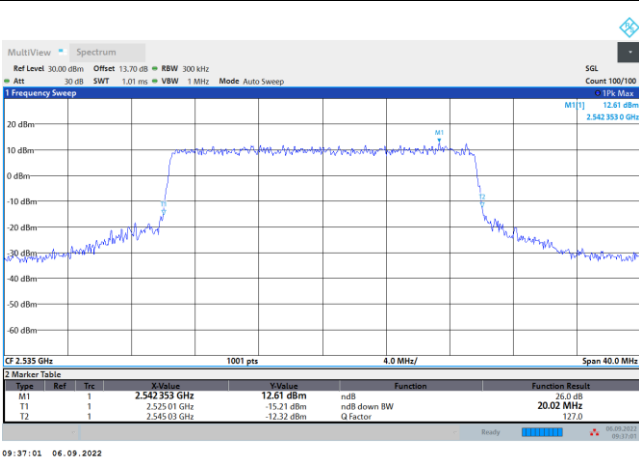 MultiView Spectrum
Ref Level 30.00 dBm Offset 13.70 dB RBW 300 kHz SGL
Att 30 dB SWT 1.01 ms VBW 1 MHz Mode Auto Sweep Count 100/100
1 Frequency Sweep 1Pk Max
M1[1] 12.61 dBm
2.542 353 0 GHz
20 dBm
M1
10 dBm
0 dBm
-10 dBm
T1 T2
-20 dBm
-30 dBm
-40 dBm
-50 dBm
-60 dBm
CF 2.535 GHz 1001 pts 4.0 MHz/ Span 40.0 MHz
2 Marker Table
Type Ref Trc X-Value Y-Value Function Function Result
M1 1 2.542 353 GHz 12.61 dBm ndB 26.0 dB
T1 1 2.525 01 GHz -15.21 dBm ndB down BW 20.02 MHz
T2 1 2.545 03 GHz -12.32 dBm Q Factor 127.0
Ready 06.09.2022
09:37:01
09:37:01 06.09.2022